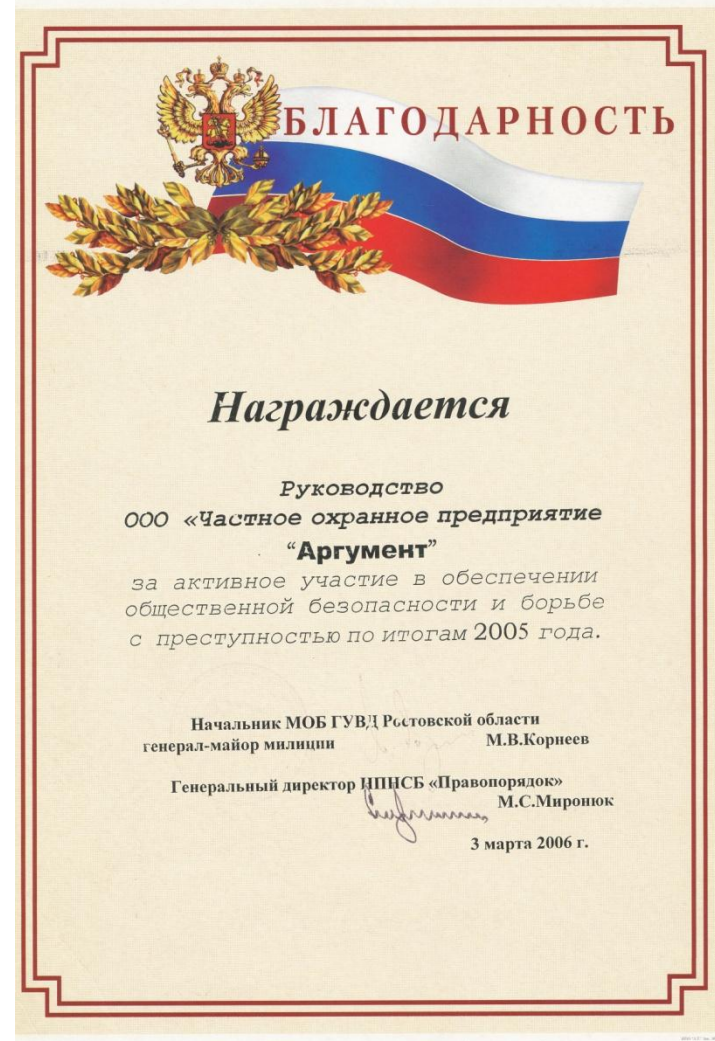 БЛАГОДАРНОСТЬ
Награждается
Руководство
ООО «Частное охранное предприятие
“Аргумент”
за активное участие в обеспечении
общественной безопасности и борьбе
с преступностью по итогам 2005 года.
Начальник МОБ ГУВД Ростовской области
генерал-майор милиции М.В.Корнеев
Генеральный директор НПНСБ «Правопорядок»
М.С.Миронюк
3 марта 2006 г.